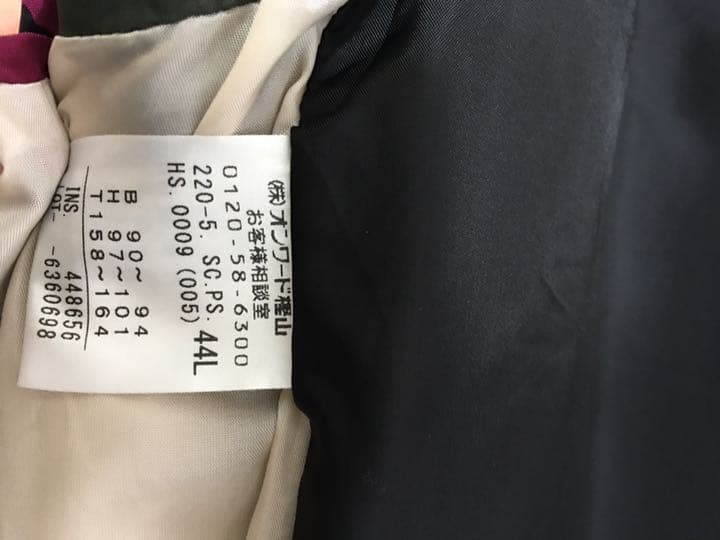 (株)オンワード樫山
お客様相談室
0120-58-6300
220-5. SC.PS. 44L
HS. 0009 (005)
B 90~ 94
H 97~101
T158~164
INS. 448656
LOT- -6360698